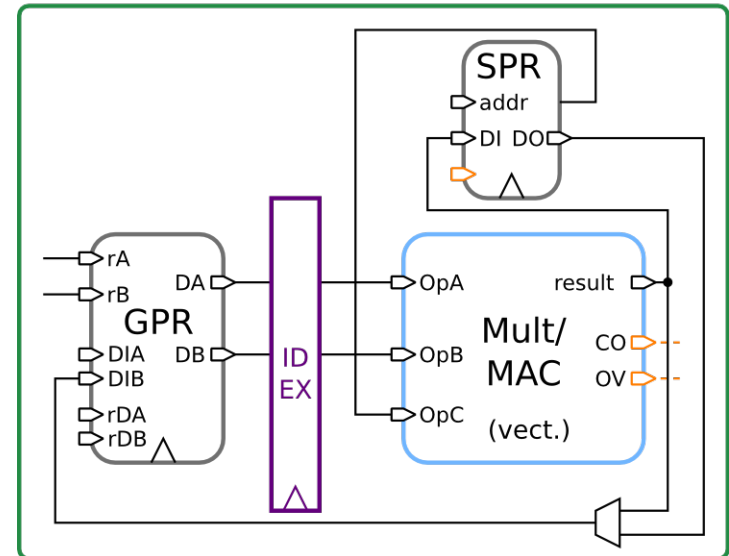 SPR
addr
DI DO
rA
rB
DA
GPR
DIA
DB
DIB
rDA
rDB
ID
EX
OpA
result
Mult/
MAC
CO
OpB
OV
OpC
(vect.)